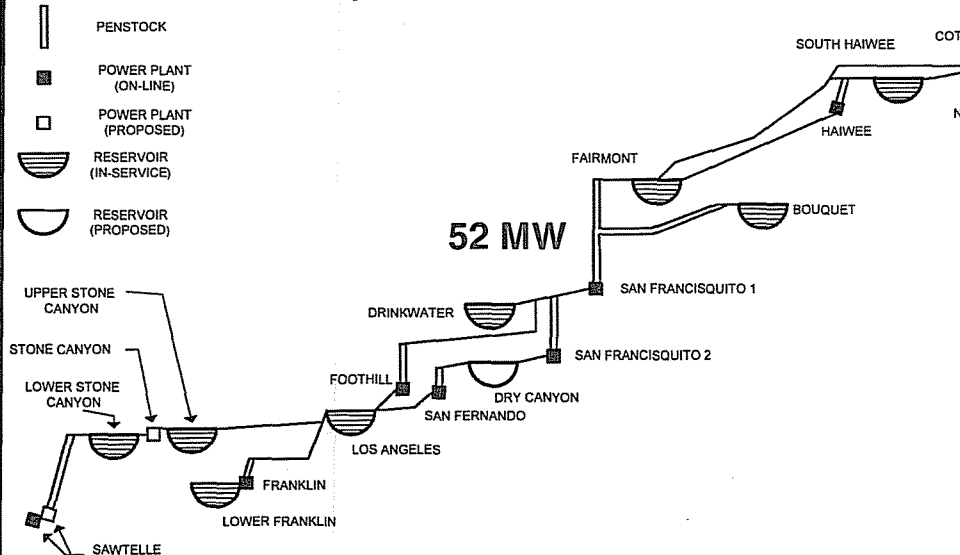 PENSTOCK
POWER PLANT
(ON-LINE)
POWER PLANT
(PROPOSED)
RESERVOIR
(IN-SERVICE)
RESERVOIR
(PROPOSED)
SOUTH HAIWEE
COT
HAIWEE
N
FAIRMONT
BOUQUET
52 MW
SAN FRANCISQUITO 1
UPPER STONE
CANYON
DRINKWATER
STONE CANYON
SAN FRANCISQUITO 2
LOWER STONE
CANYON
FOOTHILL
DRY CANYON
SAN FERNANDO
LOS ANGELES
FRANKLIN
LOWER FRANKLIN
SAWTELLE